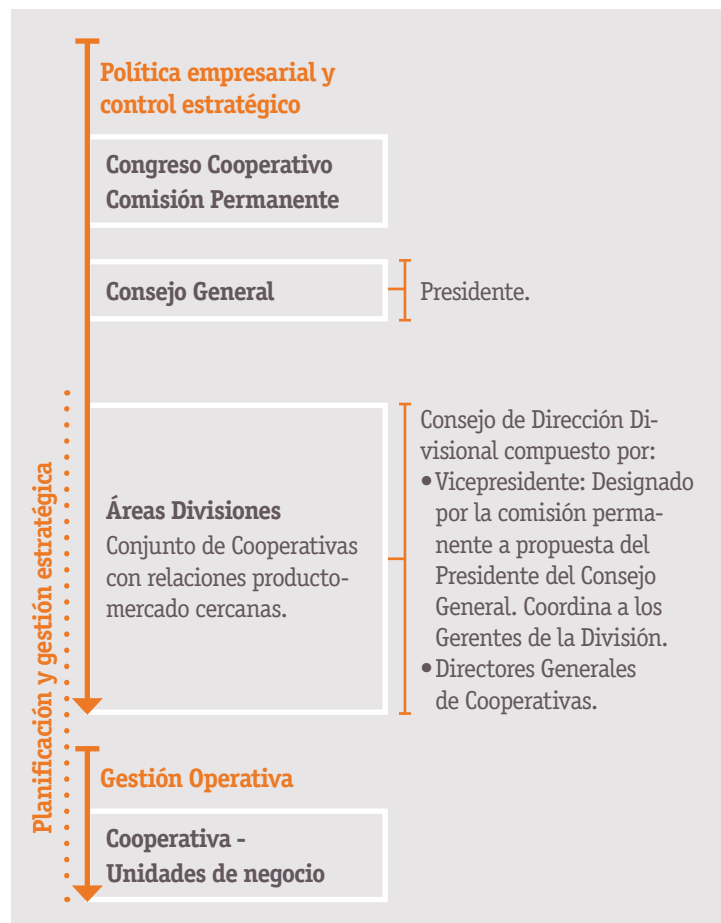 Política empresarial y
control estratégico
Congreso Cooperativo
Comisión Permanente
Consejo General
Presidente.
Planificación y gestión estratégica
Áreas Divisiones
Conjunto de Cooperativas
con relaciones producto-
mercado cercanas.
Consejo de Dirección Di-
visional compuesto por:
• Vicepresidente: Designado
por la comisión perma-
nente a propuesta del
Presidente del Consejo
General. Coordina a los
Gerentes de la División.
• Directores Generales
de Cooperativas.
Gestión Operativa
Cooperativa -
Unidades de negocio